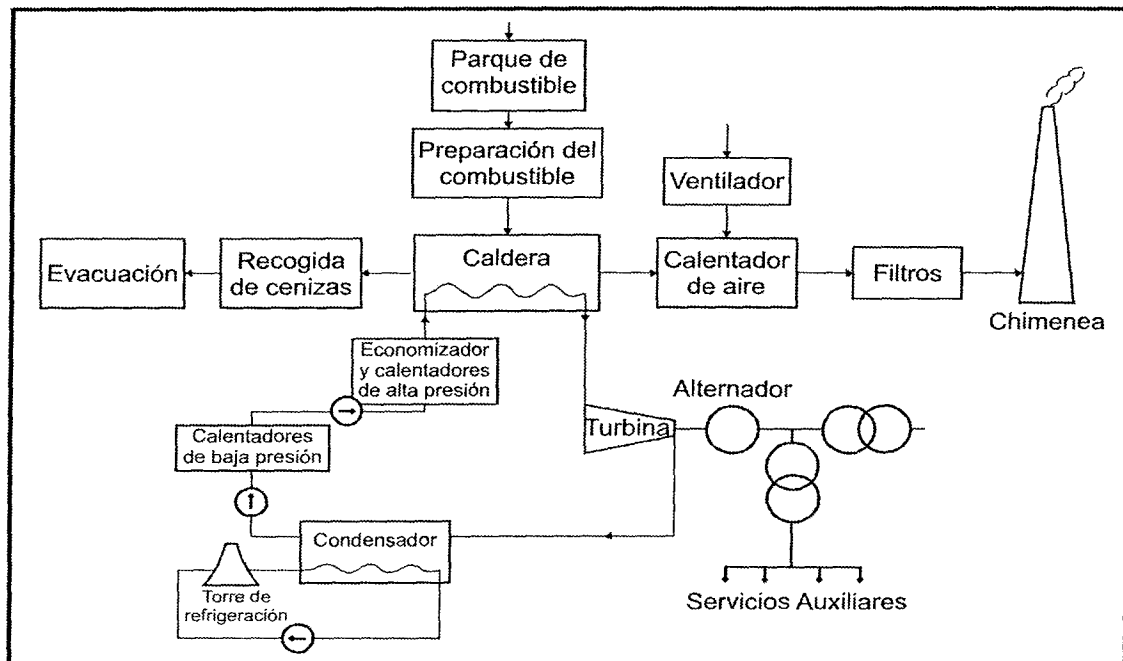 Parque de
combustible
Preparación del
combustible
Ventilador
Evacuación
Recogida
de cenizas
Caldera
Calentador
de aire
Filtros
Chimenea
Economizador
y calentadores
de alta presión
Alternador
Turbina
Calentadores
de baja presión
Condensador
Torre de
refrigeración
Servicios Auxiliares